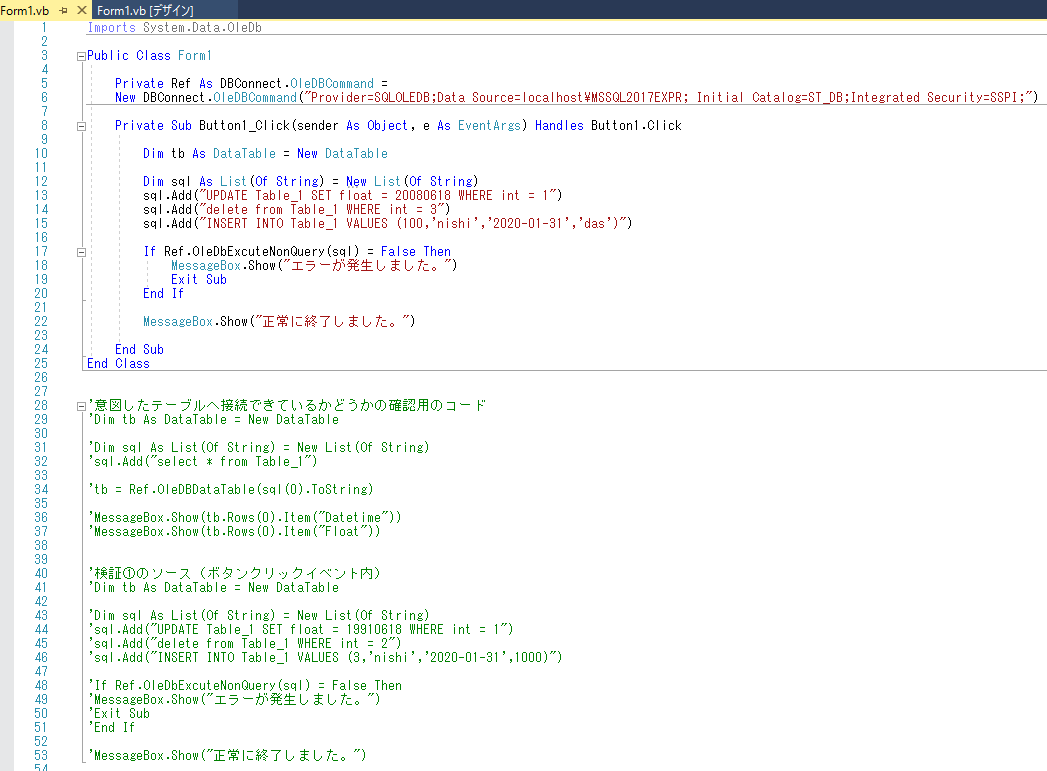 Form1.vb Form1.vb [デザイン]
1 Imports System.Data.OleDb
2
3 Public Class Form1
4
5 Private Ref As DBConnect.OleDBCommand =
6 New DBConnect.OleDBCommand("Provider=SQLOLEDB;Data Source=localhost¥MSSQL2017EXPR; Initial Catalog=ST_DB;Integrated Security=SSPI;")
7
8 Private Sub Button1_Click(sender As Object, e As EventArgs) Handles Button1.Click
9
10 Dim tb As DataTable = New DataTable
11
12 Dim sql As List(Of String) = New List(Of String)
13 sql.Add("UPDATE Table_1 SET float = 20080618 WHERE int = 1")
14 sql.Add("delete from Table_1 WHERE int = 3")
15 sql.Add("INSERT INTO Table_1 VALUES (100,'nishi','2020-01-31','das')")
16
17 If Ref.OleDbExcuteNonQuery(sql) = False Then
18 MessageBox.Show("エラーが発生しました。")
19 Exit Sub
20 End If
21
22 MessageBox.Show("正常に終了しました。")
23
24 End Sub
25 End Class
26
27
28 '意図したテーブルへ接続できているかどうかの確認用のコード
29 'Dim tb As DataTable = New DataTable
30
31 'Dim sql As List(Of String) = New List(Of String)
32 'sql.Add("select * from Table_1")
33
34 'tb = Ref.OleDBDataTable(sql(0).ToString)
35
36 'MessageBox.Show(tb.Rows(0).Item("Datetime"))
37 'MessageBox.Show(tb.Rows(0).Item("Float"))
38
39
40 '検証①のソース（ボタンクリックイベント内）
41 'Dim tb As DataTable = New DataTable
42
43 'Dim sql As List(Of String) = New List(Of String)
44 'sql.Add("UPDATE Table_1 SET float = 19910618 WHERE int = 1")
45 'sql.Add("delete from Table_1 WHERE int = 2")
46 'sql.Add("INSERT INTO Table_1 VALUES (3,'nishi','2020-01-31',1000)")
47
48 'If Ref.OleDbExcuteNonQuery(sql) = False Then
49 'MessageBox.Show("エラーが発生しました。")
50 'Exit Sub
51 'End If
52
53 'MessageBox.Show("正常に終了しました。")
54